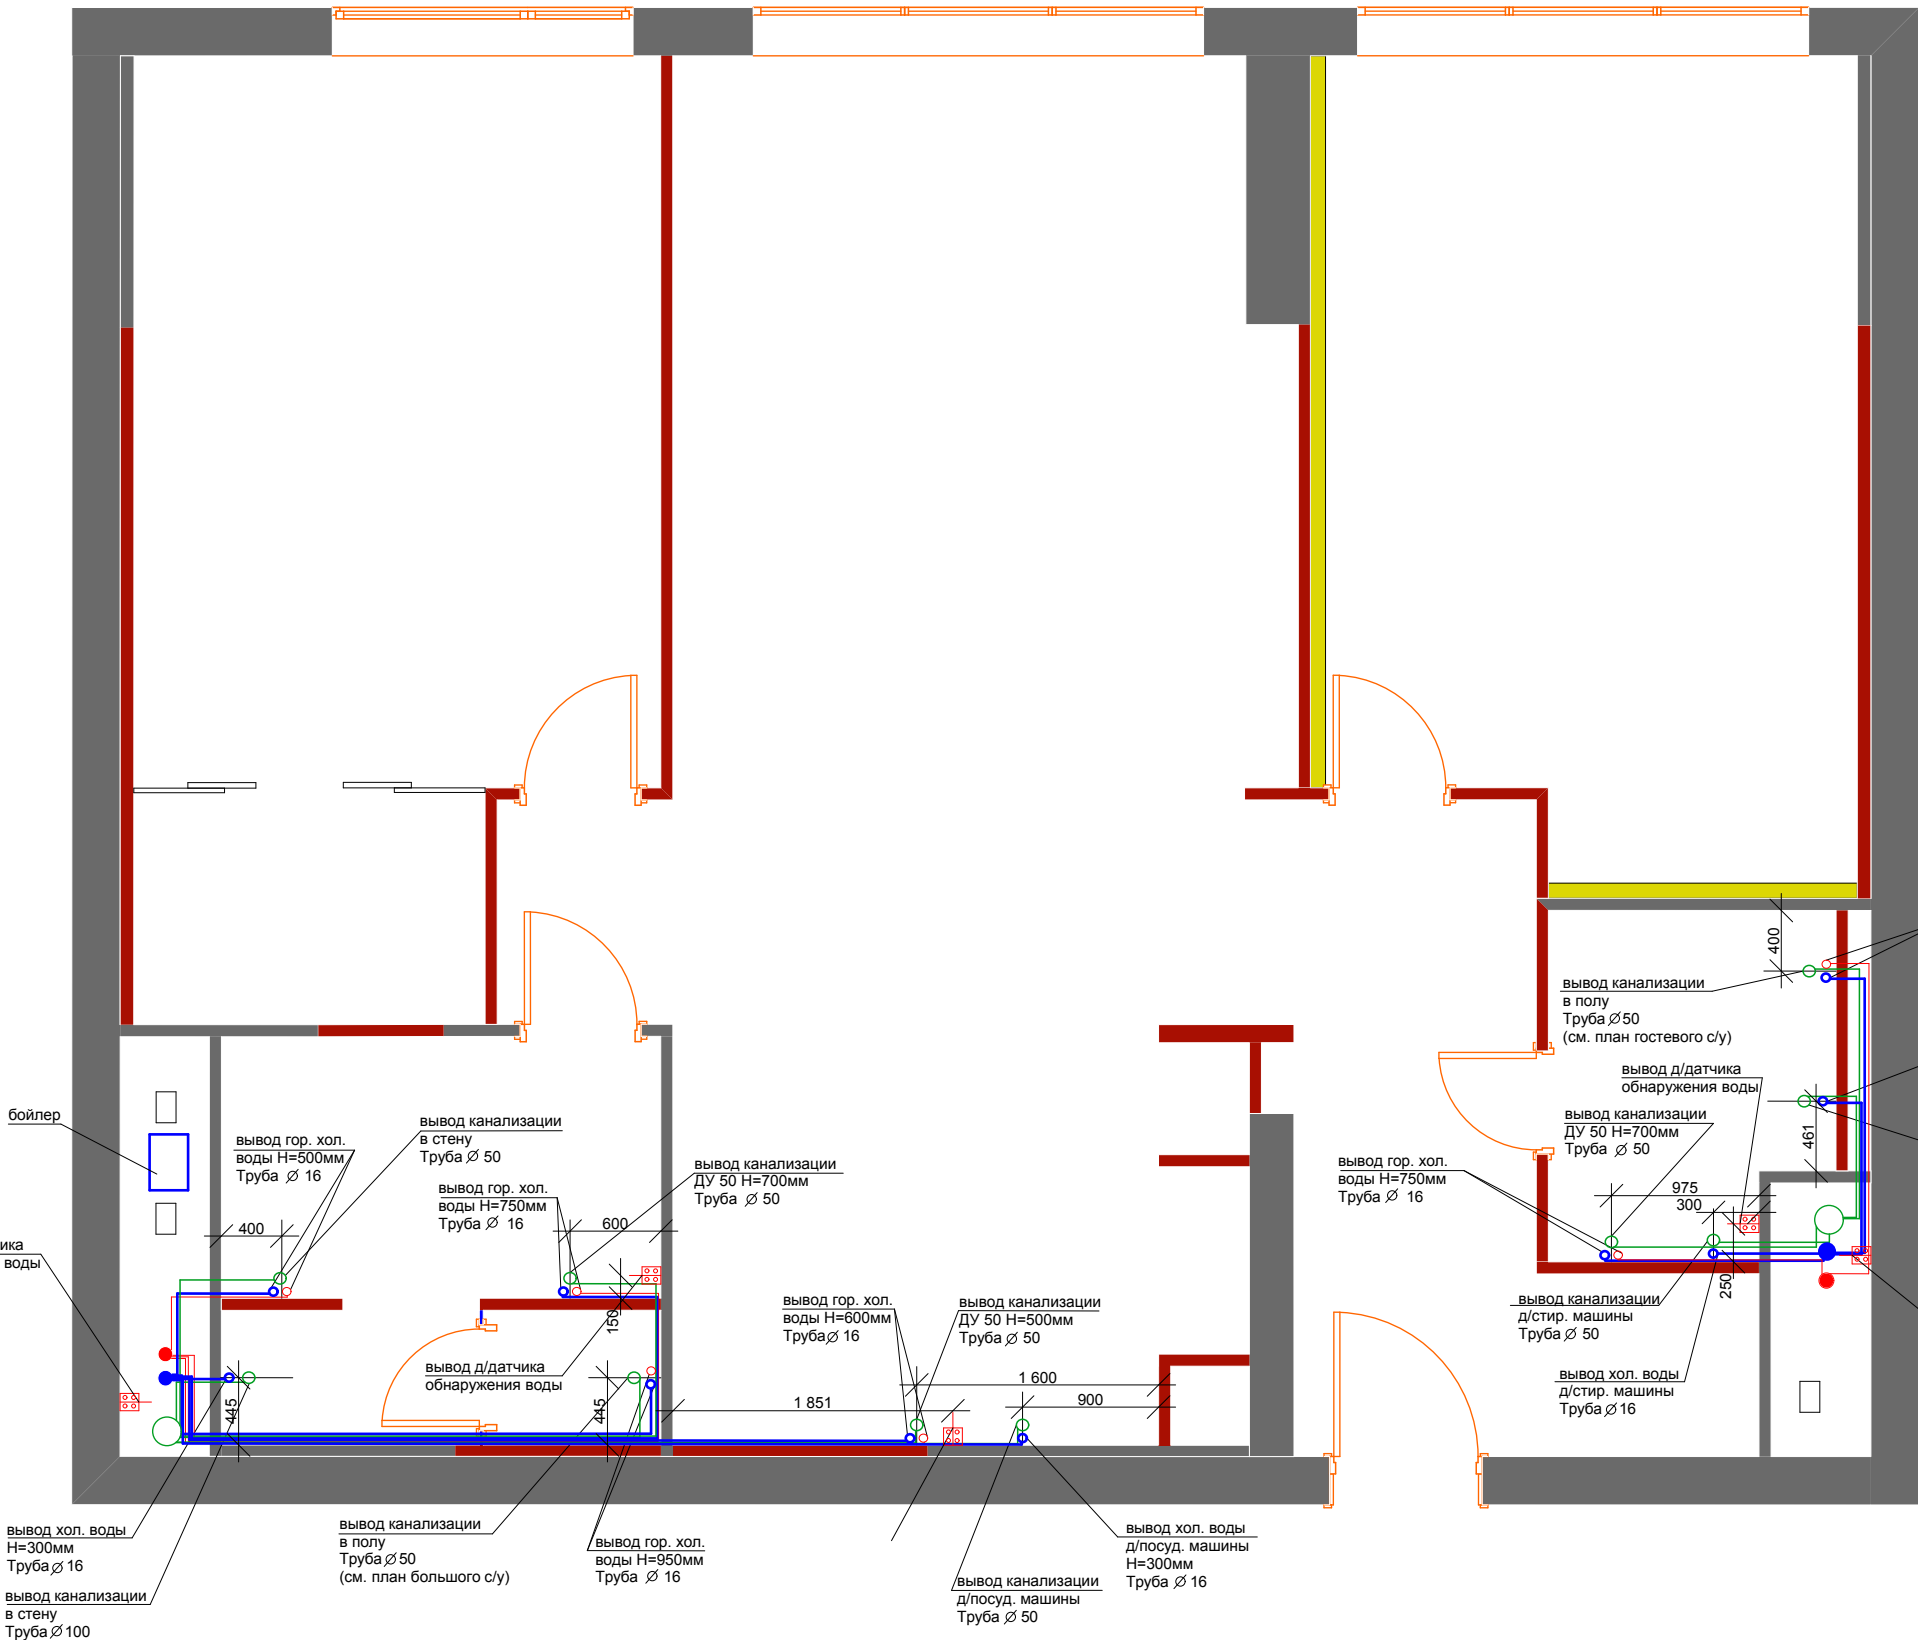 бойлер
вывод гор. хол.
воды H=500мм
Труба ∅ 16
вывод канализации
в стену
Труба ∅ 50
вывод гор. хол.
воды H=750мм
Труба ∅ 16
вывод канализации
ДУ 50 H=700мм
Труба ∅ 50
400
600
ика
воды
150
вывод д/датчика
обнаружения воды
445
445
вывод гор. хол.
воды H=600мм
Труба∅ 16
вывод канализации
ДУ 50 H=500мм
Труба ∅ 50
1 851
1 600
900
400
вывод канализации
в полу
Труба ∅50
(см. план гостевого с/у)
вывод д/датчика
обнаружения воды
вывод канализации
ДУ 50 H=700мм
Труба ∅ 50
461
вывод гор. хол.
воды H=750мм
Труба ∅ 16
975
300
250
вывод канализации
д/стир. машины
Труба ∅ 50
вывод хол. воды
д/стир. машины
Труба ∅16
вывод хол. воды
H=300мм
Труба ∅ 16
вывод канализации
в стену
Труба ∅100
вывод канализации
в полу
Труба ∅50
(см. план большого с/у)
вывод гор. хол.
воды H=950мм
Труба ∅ 16
вывод канализации
д/посуд. машины
Труба ∅ 50
вывод хол. воды
д/посуд. машины
H=300мм
Труба ∅ 16